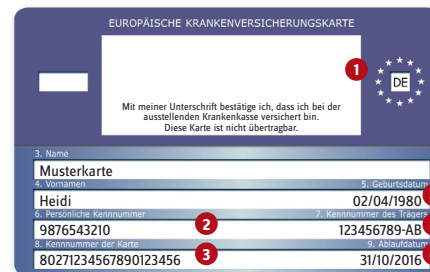 EUROPÄISCHE KRANKENVERSICHERUNGSKARTE
1
DE
Mit meiner Unterschrift bestätige ich, dass ich bei der
ausstellenden Krankenkasse versichert bin.
Diese Karte ist nicht übertragbar.
3. Name
Musterkarte
4. Vornamen 5. Geburtsdatum
Heidi 02/04/1980
6. Persönliche Kennnummer 7. Kennnummer des Trägers
9876543210 2 123456789-AB
8. Kennnummer der Karte 9. Ablaufdatum
80271234567890123456 3 31/10/2016